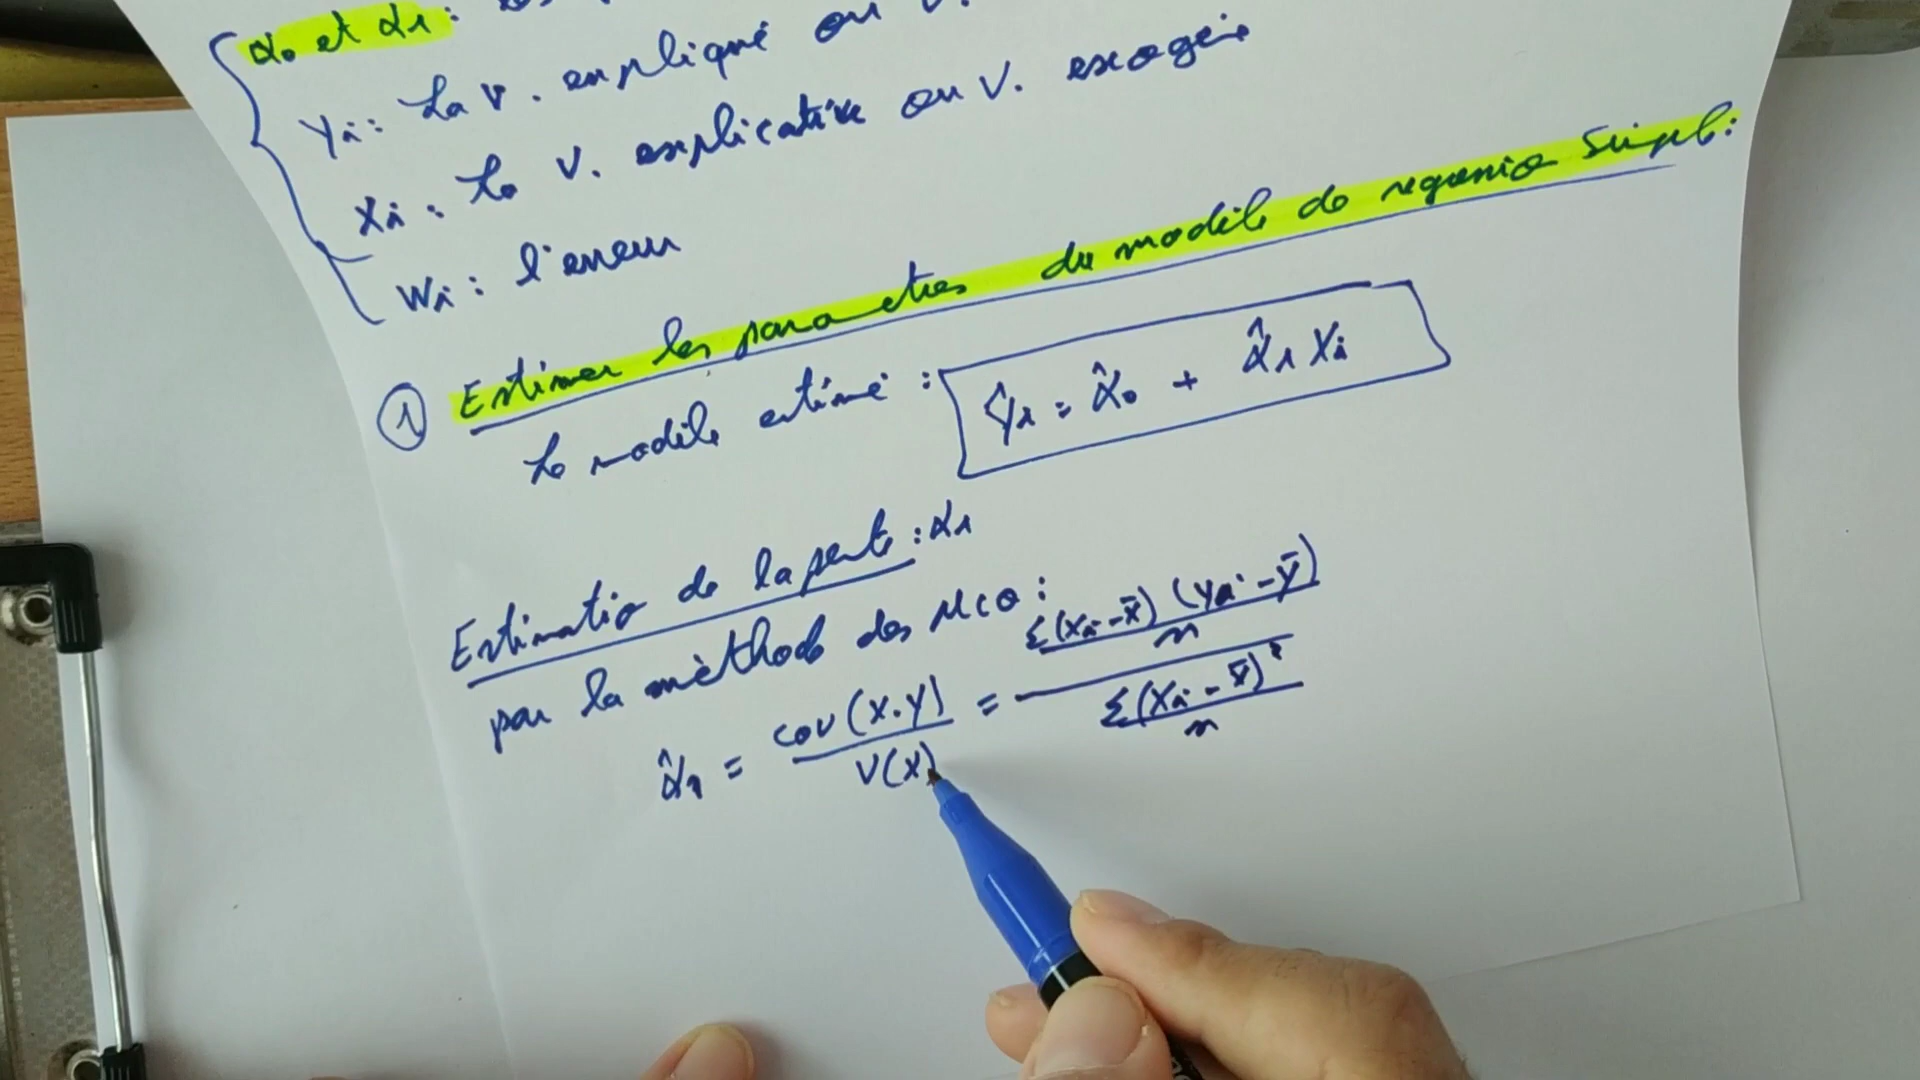 α₀ et α₁ :
Yi : La V. expliqué ou V.
Xi : La V. explicative ou V. exogène
Wi : l'erreur
① Estimer les paramètres du modèle de régression simple :
Le modèle estimé : Ŷi = α̂₀ + α̂₁ Xi
Estimation de la pente : α₁
par la méthode des MCO :
α̂₁ = cov(X.Y) / V(X) = (Σ(Xi - X̄)(Yi - Ȳ) / n) / (Σ(Xi - X̄)² / n)